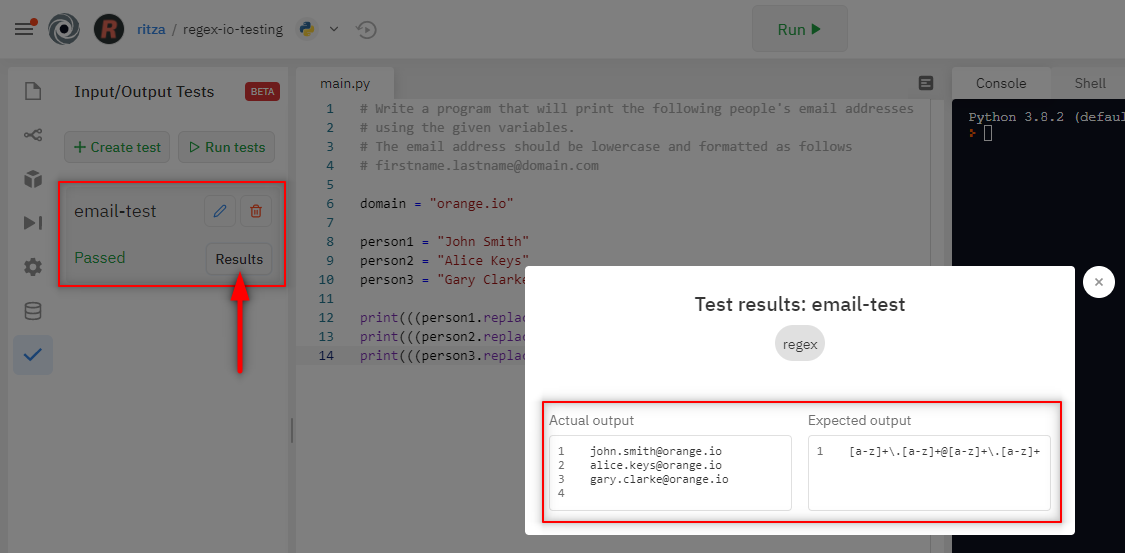 R ritza / regex-io-testing
Run
Input/Output Tests BETA
+ Create test Run tests
email-test
Passed Results
main.py
1 # Write a program that will print the following people's email addresses
2 # using the given variables.
3 # The email address should be lowercase and formatted as follows
4 # firstname.lastname@domain.com
5
6 domain = "orange.io"
7
8 person1 = "John Smith"
9 person2 = "Alice Keys"
10 person3 = "Gary Clarke
11
12 print(((person1.replac
13 print(((person2.replac
14 print(((person3.replac
Console Shell
Python 3.8.2 (defau
Test results: email-test
regex
Actual output
1 john.smith@orange.io
2 alice.keys@orange.io
3 gary.clarke@orange.io
4
Expected output
1 [a-z]+\.[a-z]+@[a-z]+\.[a-z]+